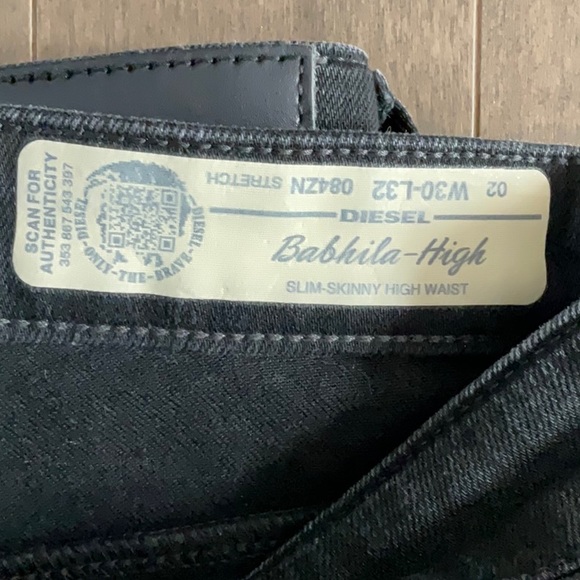 SCAN FOR
AUTHENTICITY
353 867 543 397
DIESEL
ONLY-THE-BRAVE
DIESEL
02 W30-L32 084ZN STRETCH
DIESEL
Babhila-High
SLIM-SKINNY HIGH WAIST